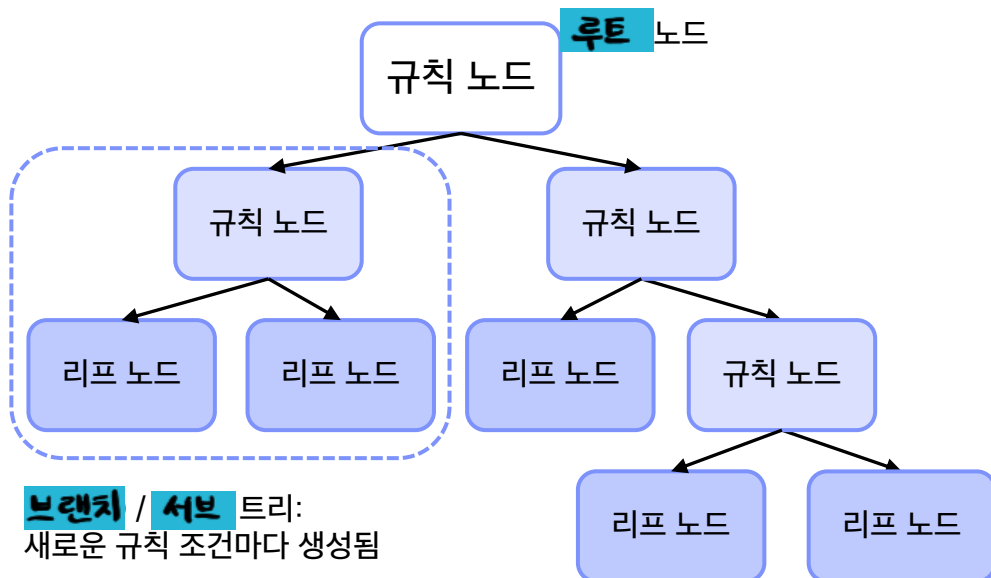 루트 노드
규칙 노드
규칙 노드
규칙 노드
리프 노드
리프 노드
리프 노드
규칙 노드
브랜치 / 서브 트리:
새로운 규칙 조건마다 생성됨
리프 노드
리프 노드